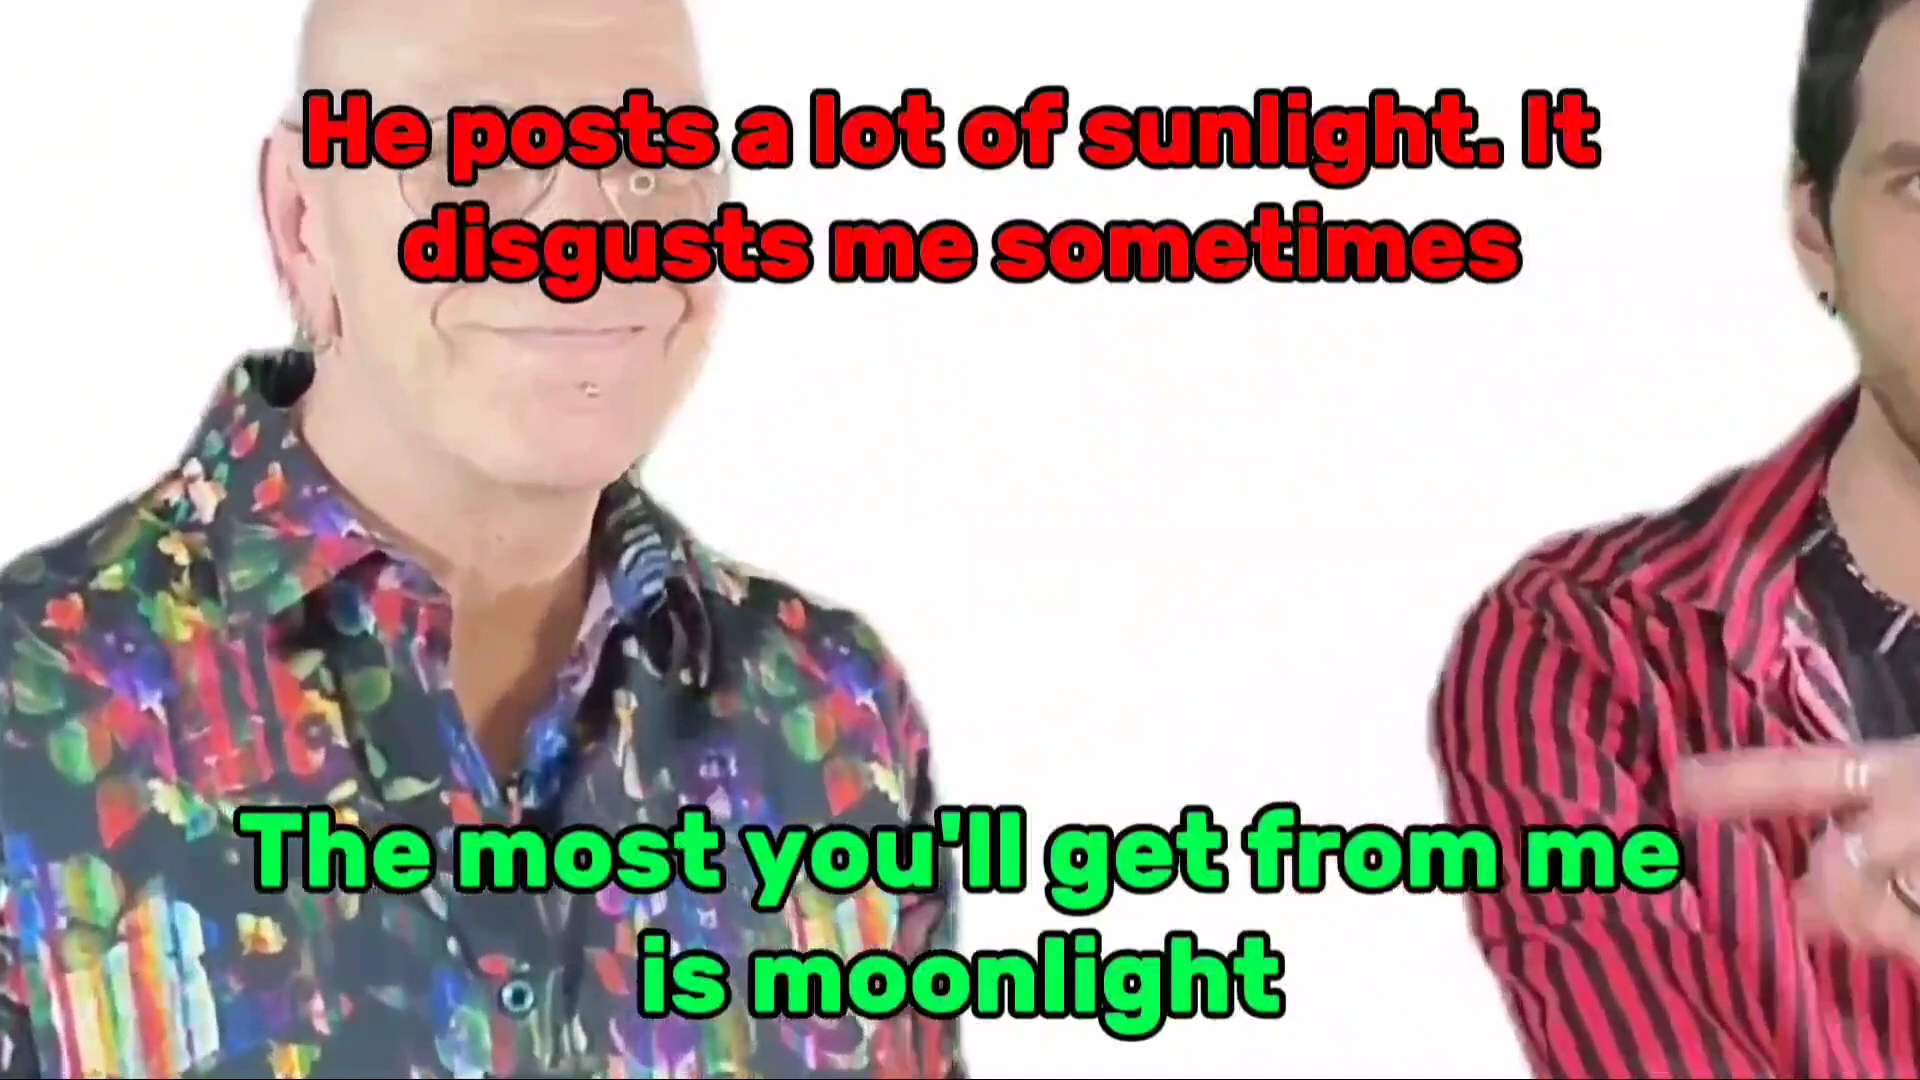 He posts a lot of sunlight. It
disgusts me sometimes
The most you'll get from me
is moonlight